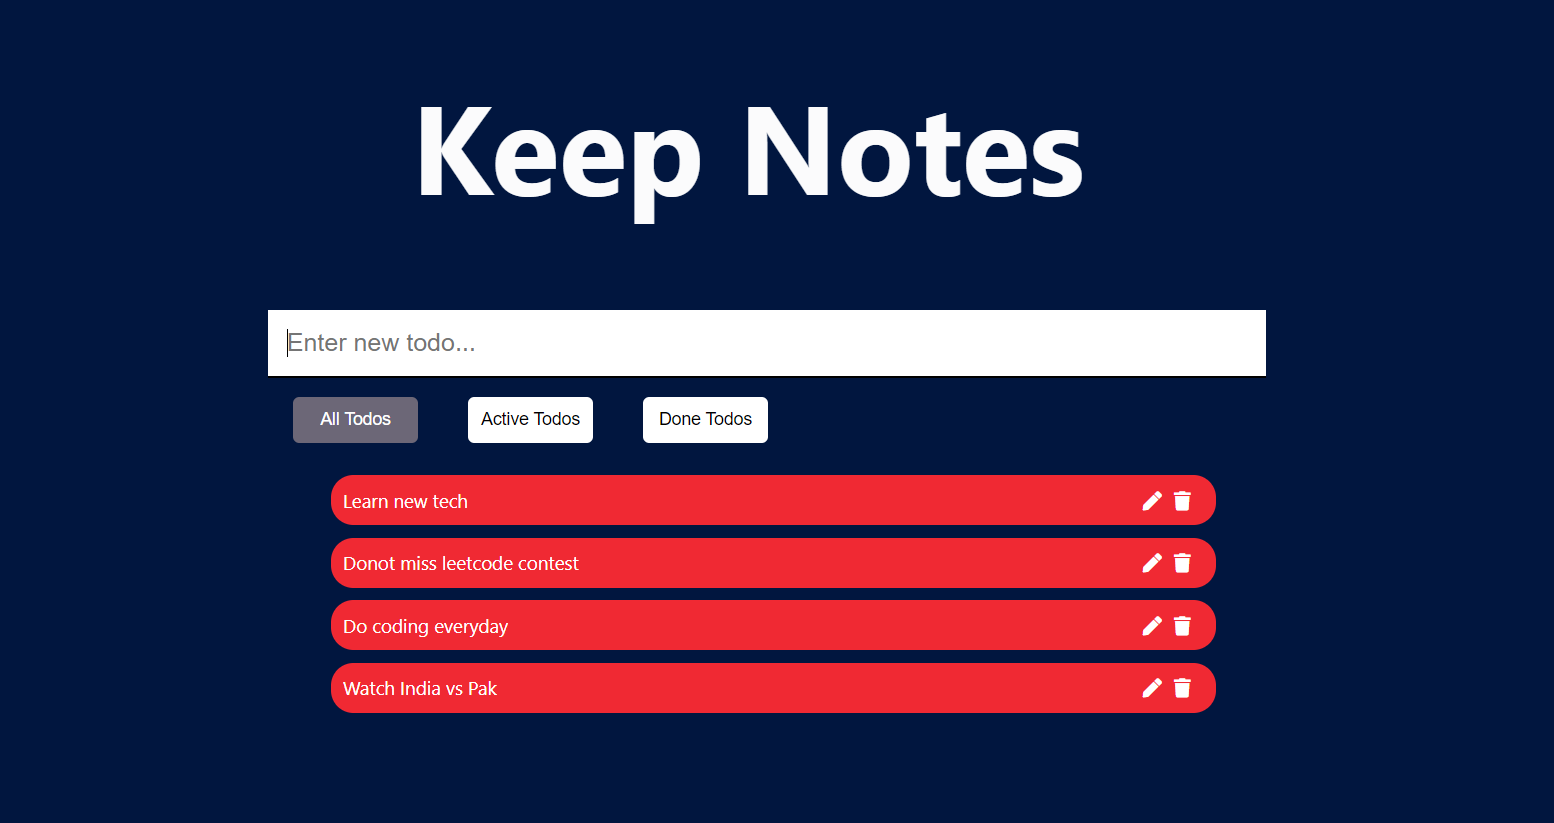 Keep Notes
Enter new todo...
All Todos
Active Todos
Done Todos
Learn new tech
Donot miss leetcode contest
Do coding everyday
Watch India vs Pak